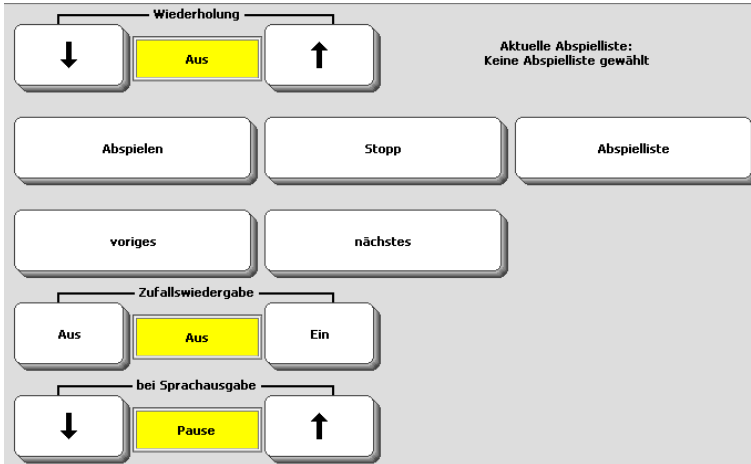 Wiederholung
Aus
Aktuelle Abspielliste:
Keine Abspielliste gewählt
Abspielen Stopp Abspielliste
voriges nächstes
Zufallswiedergabe
Aus Aus Ein
bei Sprachausgabe
Pause